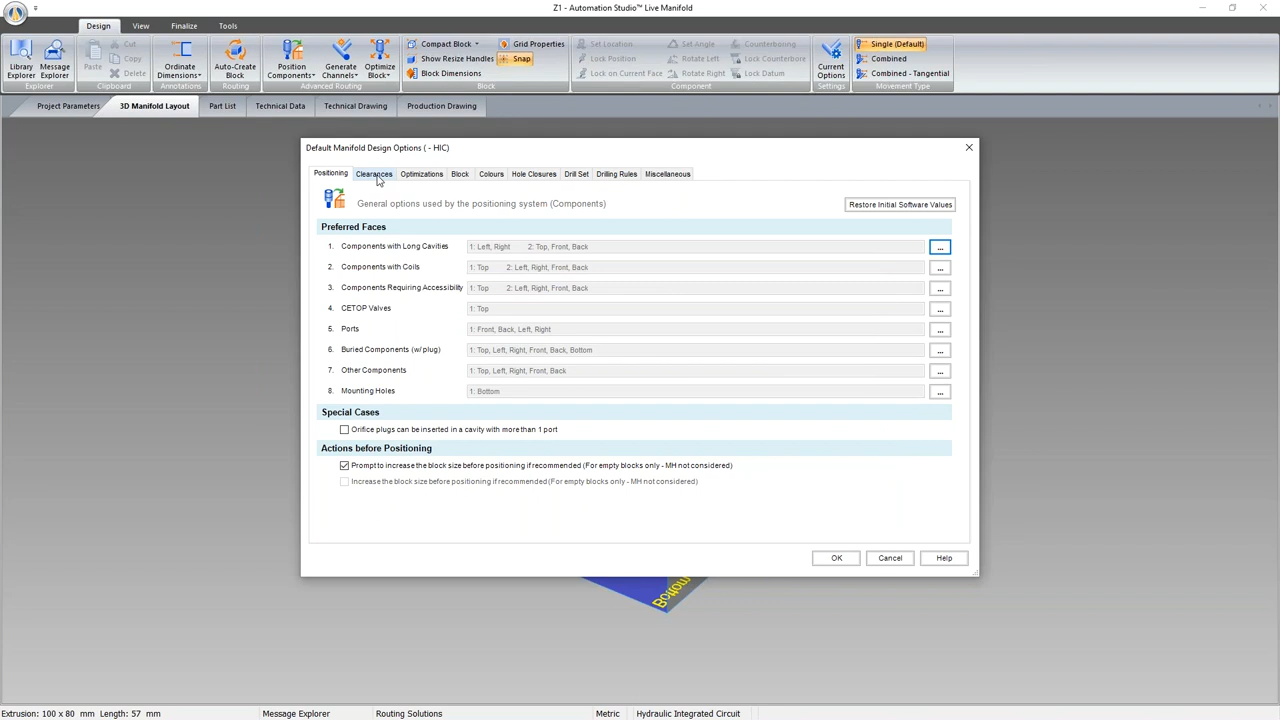 Z1 - Automation Studio™ Live Manifold
Design View Finalize Tools
Library Explorer
Message Explorer
Explorer
Paste
Cut
Copy
Delete
Clipboard
Ordinate Dimensions
Annotations
Auto-Create Block
Routing
Position Components
Generate Channels
Optimize Block
Advanced Routing
Compact Block
Show Resize Handles
Block Dimensions
Grid Properties
Snap
Block
Set Location
Lock Position
Lock on Current Face
Set Angle
Rotate Left
Rotate Right
Counterboring
Lock Counterbore
Lock Datum
Component
Current Options
Settings
Single (Default)
Combined
Combined - Tangential
Movement Type
Project Parameters 3D Manifold Layout Part List Technical Data Technical Drawing Production Drawing
Default Manifold Design Options ( - HIC)
Positioning Clearances Optimizations Block Colours Hole Closures Drill Set Drilling Rules Miscellaneous
General options used by the positioning system (Components)
Restore Initial Software Values
Preferred Faces
1. Components with Long Cavities 1: Left, Right 2: Top, Front, Back ...
2. Components with Coils 1: Top 2: Left, Right, Front, Back ...
3. Components Requiring Accessibility 1: Top 2: Left, Right, Front, Back ...
4. CETOP Valves 1: Top ...
5. Ports 1: Front, Back, Left, Right ...
6. Buried Components (w/ plug) 1: Top, Left, Right, Front, Back, Bottom ...
7. Other Components 1: Top, Left, Right, Front, Back ...
8. Mounting Holes 1: Bottom ...
Special Cases
Orifice plugs can be inserted in a cavity with more than 1 port
Actions before Positioning
Prompt to increase the block size before positioning if recommended (For empty blocks only - MH not considered)
Increase the block size before positioning if recommended (For empty blocks only - MH not considered)
OK Cancel Help
Bottom
Extrusion: 100 x 80 mm Length: 57 mm Message Explorer Routing Solutions Metric Hydraulic Integrated Circuit